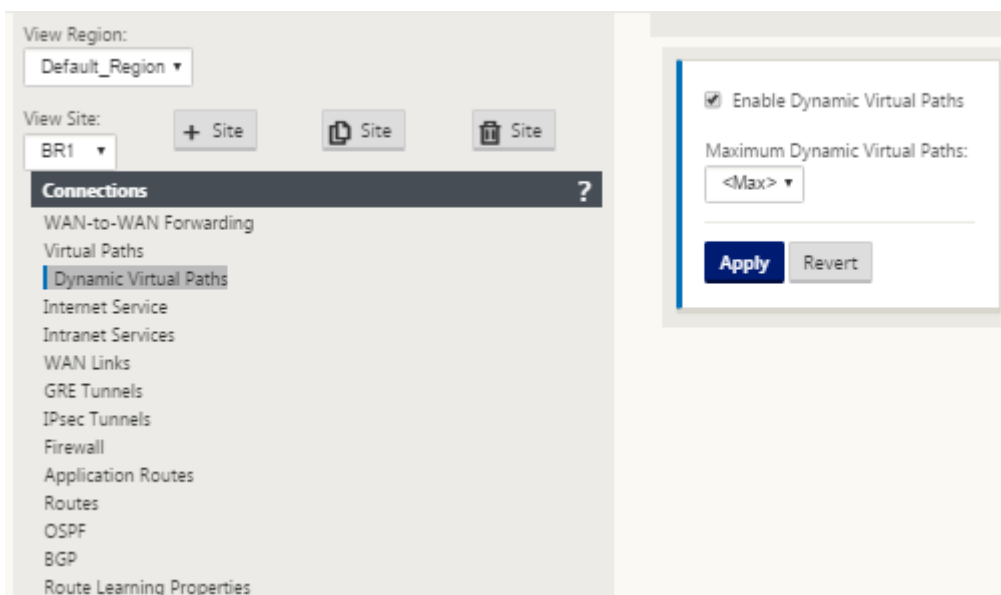 View Region:
Default_Region ▾
View Site:
BR1 ▾
+ Site
Site
Site
Connections ?
WAN-to-WAN Forwarding
Virtual Paths
Dynamic Virtual Paths
Internet Service
Intranet Services
WAN Links
GRE Tunnels
IPsec Tunnels
Firewall
Application Routes
Routes
OSPF
BGP
Route Learning Properties
Enable Dynamic Virtual Paths
Maximum Dynamic Virtual Paths:
<Max> ▾
Apply Revert